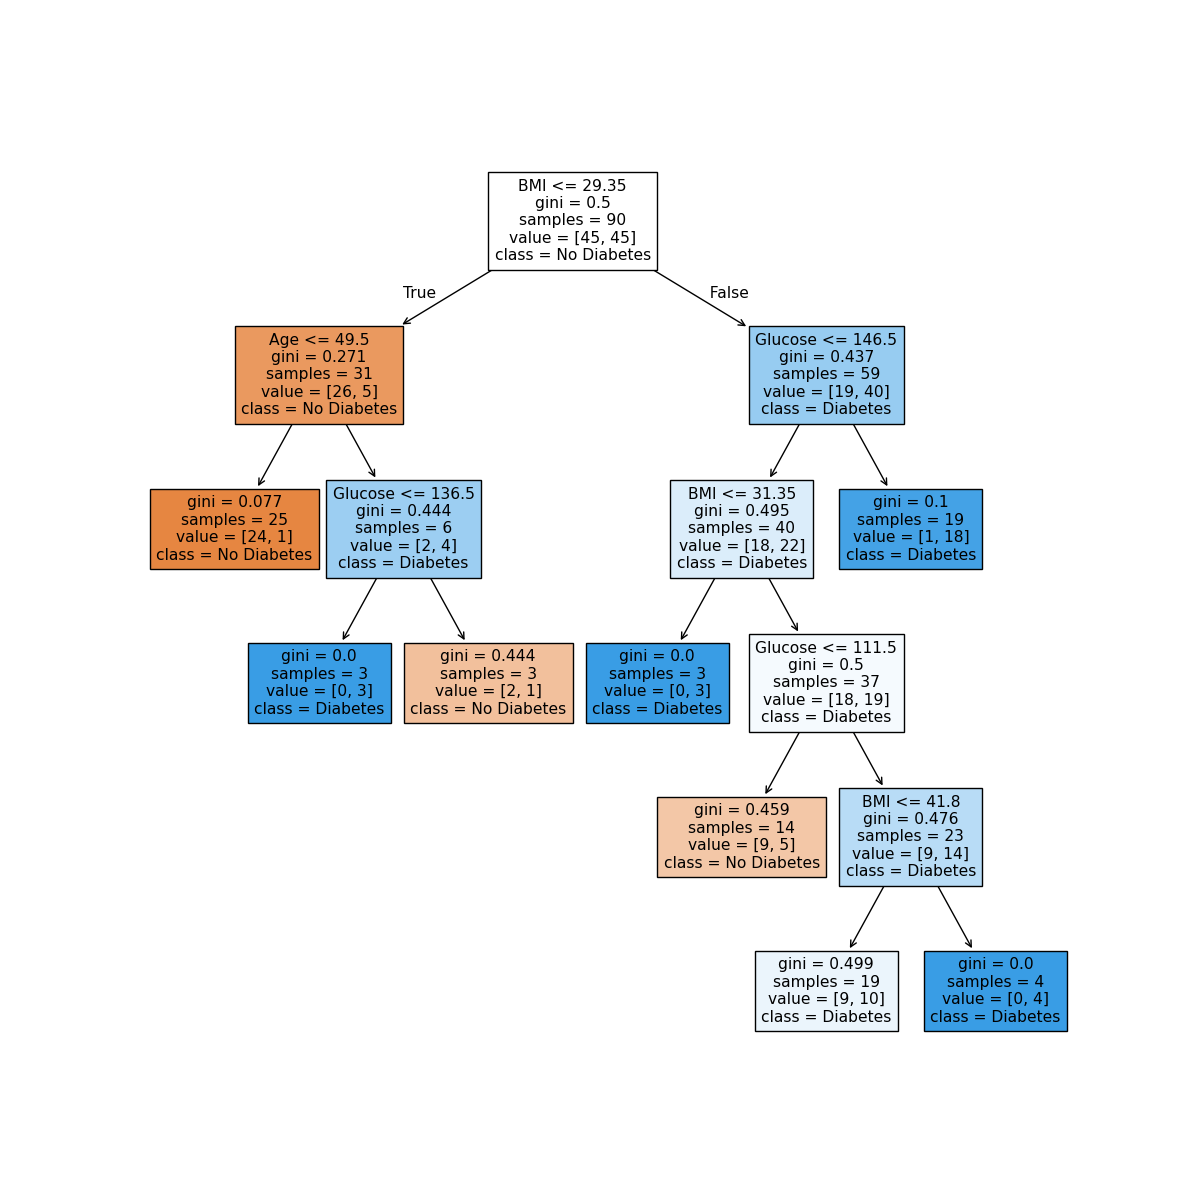 BMI <= 29.35
gini = 0.5
samples = 90
value = [45, 45]
class = No Diabetes
True
False
Age <= 49.5
gini = 0.271
samples = 31
value = [26, 5]
class = No Diabetes
Glucose <= 146.5
gini = 0.437
samples = 59
value = [19, 40]
class = Diabetes
gini = 0.077
samples = 25
value = [24, 1]
class = No Diabetes
Glucose <= 136.5
gini = 0.444
samples = 6
value = [2, 4]
class = Diabetes
BMI <= 31.35
gini = 0.495
samples = 40
value = [18, 22]
class = Diabetes
gini = 0.1
samples = 19
value = [1, 18]
class = Diabetes
gini = 0.0
samples = 3
value = [0, 3]
class = Diabetes
gini = 0.444
samples = 3
value = [2, 1]
class = No Diabetes
gini = 0.0
samples = 3
value = [0, 3]
class = Diabetes
Glucose <= 111.5
gini = 0.5
samples = 37
value = [18, 19]
class = Diabetes
gini = 0.459
samples = 14
value = [9, 5]
class = No Diabetes
BMI <= 41.8
gini = 0.476
samples = 23
value = [9, 14]
class = Diabetes
gini = 0.499
samples = 19
value = [9, 10]
class = Diabetes
gini = 0.0
samples = 4
value = [0, 4]
class = Diabetes